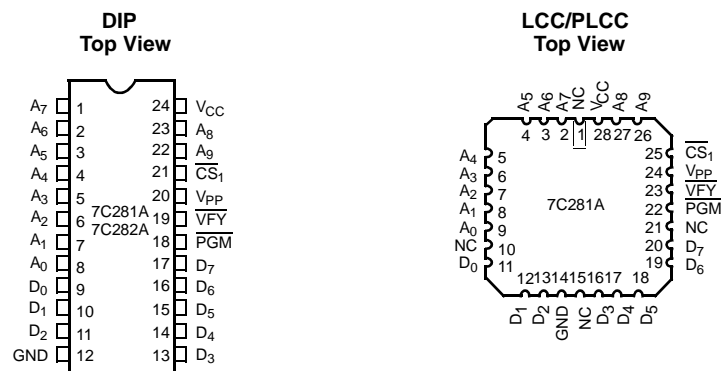 DIP
Top View
A7 1 24 VCC
A6 2 23 A8
A5 3 22 A9
A4 4 21 CS1
A3 5 20 VPP
A2 6 19 VFY
A1 7 18 PGM
A0 8 17 D7
D0 9 16 D6
D1 10 15 D5
D2 11 14 D4
GND 12 13 D3
7C281A
7C282A
LCC/PLCC
Top View
A5 A6 A7 NC VCC A8 A9
4 3 2 1 28 27 26
A4 5 25 CS1
A3 6 24 VPP
A2 7 23 VFY
A1 8 22 PGM
A0 9 21 NC
NC 10 20 D7
D0 11 19 D6
7C281A
12 13 14 15 16 17 18
D1 D2 GND NC D3 D4 D5